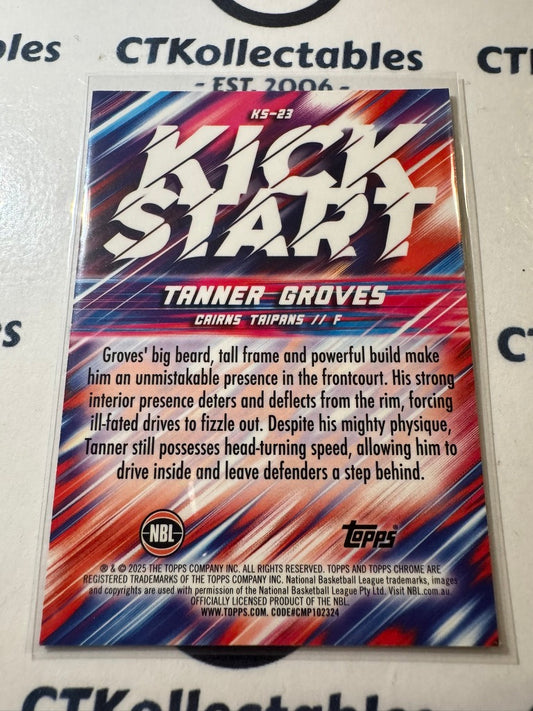 CTKollectables
- EST. 2006 -
KS-23
KICK
START
TANNER GROVES
CAIRNS TAIPANS // F
Groves' big beard, tall frame and powerful build make
him an unmistakable presence in the frontcourt. His strong
interior presence deters and deflects from the rim, forcing
ill-fated drives to fizzle out. Despite his mighty physique,
Tanner still possesses head-turning speed, allowing him to
drive inside and leave defenders a step behind.
NBL
Topps®
® & © 2025 THE TOPPS COMPANY INC. ALL RIGHTS RESERVED. TOPPS AND TOPPS CHROME ARE
REGISTERED TRADEMARKS OF THE TOPPS COMPANY INC. National Basketball League trademarks, images
and copyrights are used with permission of the National Basketball League Pty Ltd. Visit NBL.com.au.
OFFICIALLY LICENSED PRODUCT OF THE NBL.
WWW.TOPPS.COM. CODE#CMP102324
CTKollectables